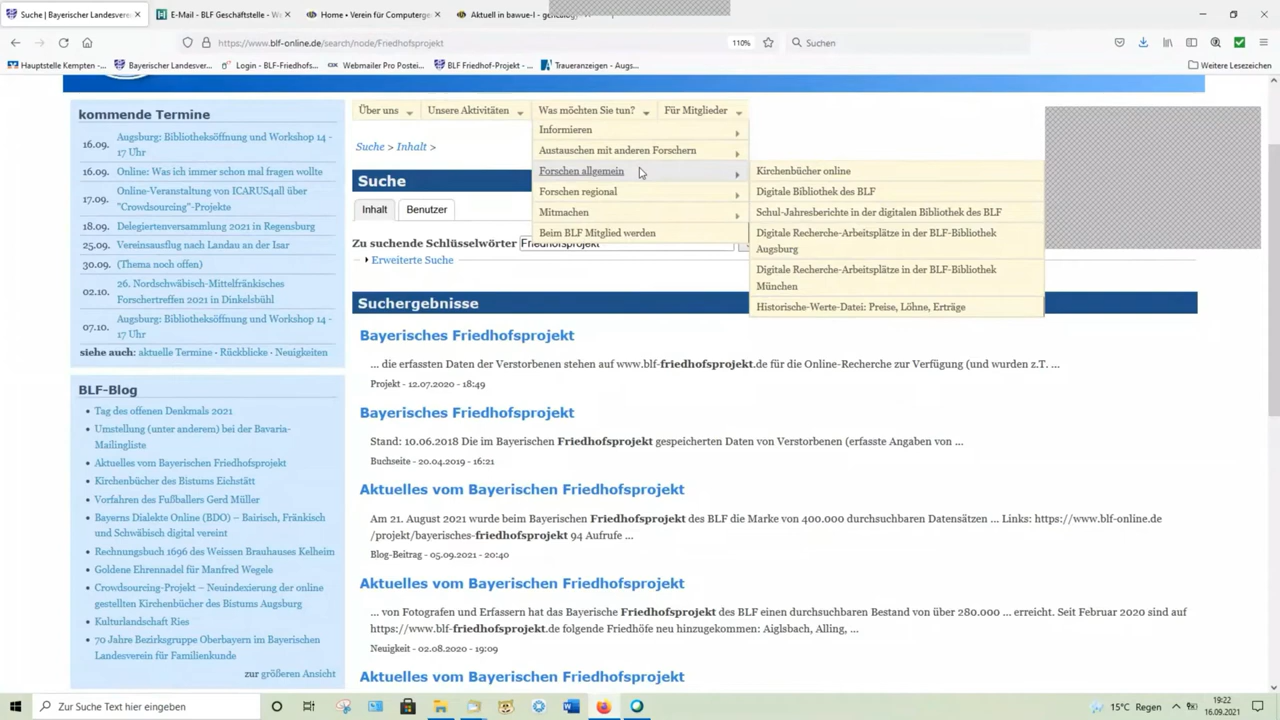 Suche | Bayerischer Landesvere
E-Mail - BLF Geschäftstelle - W
Home • Verein für Computerge
Aktuell in bawue-l - geneblog
https://www.blf-online.de/search/node/Friedhofsprojekt
110%
Suchen
Hauptstelle Kempten -...
Bayerischer Landesver...
Login - BLF-Friedhofs...
Webmailer Pro Postei...
BLF Friedhof-Projekt - ...
Traueranzeigen - Augs...
Weitere Lesezeichen
kommende Termine
16.09. Augsburg: Bibliotheksöffnung und Workshop 14 -
17 Uhr
16.09. Online: Was ich immer schon mal fragen wollte
17.09. Online-Veranstaltung von ICARUS4all über
"Crowdsourcing"-Projekte
18.09. Delegiertenversammlung 2021 in Regensburg
25.09. Vereinsausflug nach Landau an der Isar
30.09. (Thema noch offen)
02.10. 26. Nordschwäbisch-Mittelfränkisches
Forschertreffen 2021 in Dinkelsbühl
07.10. Augsburg: Bibliotheksöffnung und Workshop 14 -
17 Uhr
siehe auch: aktuelle Termine · Rückblicke · Neuigkeiten
BLF-Blog
Tag des offenen Denkmals 2021
Umstellung (unter anderem) bei der Bavaria-
Mailingliste
Aktuelles vom Bayerischen Friedhofsprojekt
Kirchenbücher des Bistums Eichstätt
Vorfahren des Fußballers Gerd Müller
Bayerns Dialekte Online (BDO) – Bairisch, Fränkisch
und Schwäbisch digital vereint
Rechnungsbuch 1696 des Weissen Brauhauses Kelheim
Goldene Ehrennadel für Manfred Wegele
Crowdsourcing-Projekt – Neuindexierung der online
gestellten Kirchenbücher des Bistums Augsburg
Kulturlandschaft Ries
70 Jahre Bezirksgruppe Oberbayern im Bayerischen
Landesverein für Familienkunde
zur größeren Ansicht
Über uns
Unsere Aktivitäten
Was möchten Sie tun?
Für Mitglieder
Informieren
Austauschen mit anderen Forschern
Forschen allgemein
Forschen regional
Mitmachen
Beim BLF Mitglied werden
Kirchenbücher online
Digitale Bibliothek des BLF
Schul-Jahresberichte in der digitalen Bibliothek des BLF
Digitale Recherche-Arbeitsplätze in der BLF-Bibliothek
Augsburg
Digitale Recherche-Arbeitsplätze in der BLF-Bibliothek
München
Historische-Werte-Datei: Preise, Löhne, Erträge
Suche > Inhalt >
Suche
Inhalt
Benutzer
Zu suchende Schlüsselwörter Friedhofsprojekt
Erweiterte Suche
Suchergebnisse
Bayerisches Friedhofsprojekt
... die erfassten Daten der Verstorbenen stehen auf www.blf-friedhofsprojekt.de für die Online-Recherche zur Verfügung (und wurden z.T. ...
Projekt - 12.07.2020 - 18:49
Bayerisches Friedhofsprojekt
Stand: 10.06.2018 Die im Bayerischen Friedhofsprojekt gespeicherten Daten von Verstorbenen (erfasste Angaben von ...
Buchseite - 20.04.2019 - 16:21
Aktuelles vom Bayerischen Friedhofsprojekt
Am 21. August 2021 wurde beim Bayerischen Friedhofsprojekt des BLF die Marke von 400.000 durchsuchbaren Datensätzen ... Links: https://www.blf-online.de
/projekt/bayerisches-friedhofsprojekt 94 Aufrufe ...
Blog-Beitrag - 05.09.2021 - 20:40
Aktuelles vom Bayerischen Friedhofsprojekt
... von Fotografen und Erfassern hat das Bayerische Friedhofsprojekt des BLF einen durchsuchbaren Bestand von über 280.000 ... erreicht. Seit Februar 2020 sind auf
https://www.blf-friedhofsprojekt.de folgende Friedhöfe neu hinzugekommen: Aiglsbach, Alling, ...
Neuigkeit - 02.08.2020 - 19:09
Aktuelles vom Bayerischen Friedhofsprojekt
Zur Suche Text hier eingeben
15°C Regen
19:22
16.09.2021